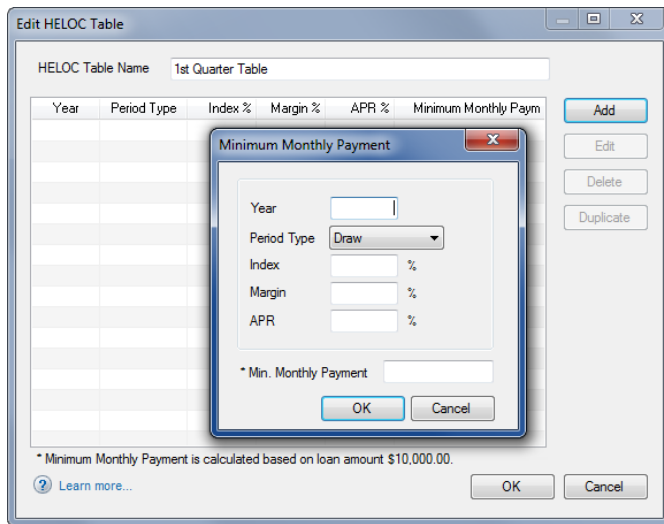 Edit HELOC Table
HELOC Table Name 1st Quarter Table
Year Period Type Index % Margin % APR % Minimum Monthly Paym
Add
Edit
Delete
Duplicate
Minimum Monthly Payment
Year
Period Type Draw
Index %
Margin %
APR %
* Min. Monthly Payment
OK Cancel
* Minimum Monthly Payment is calculated based on loan amount $10,000.00.
? Learn more...
OK Cancel